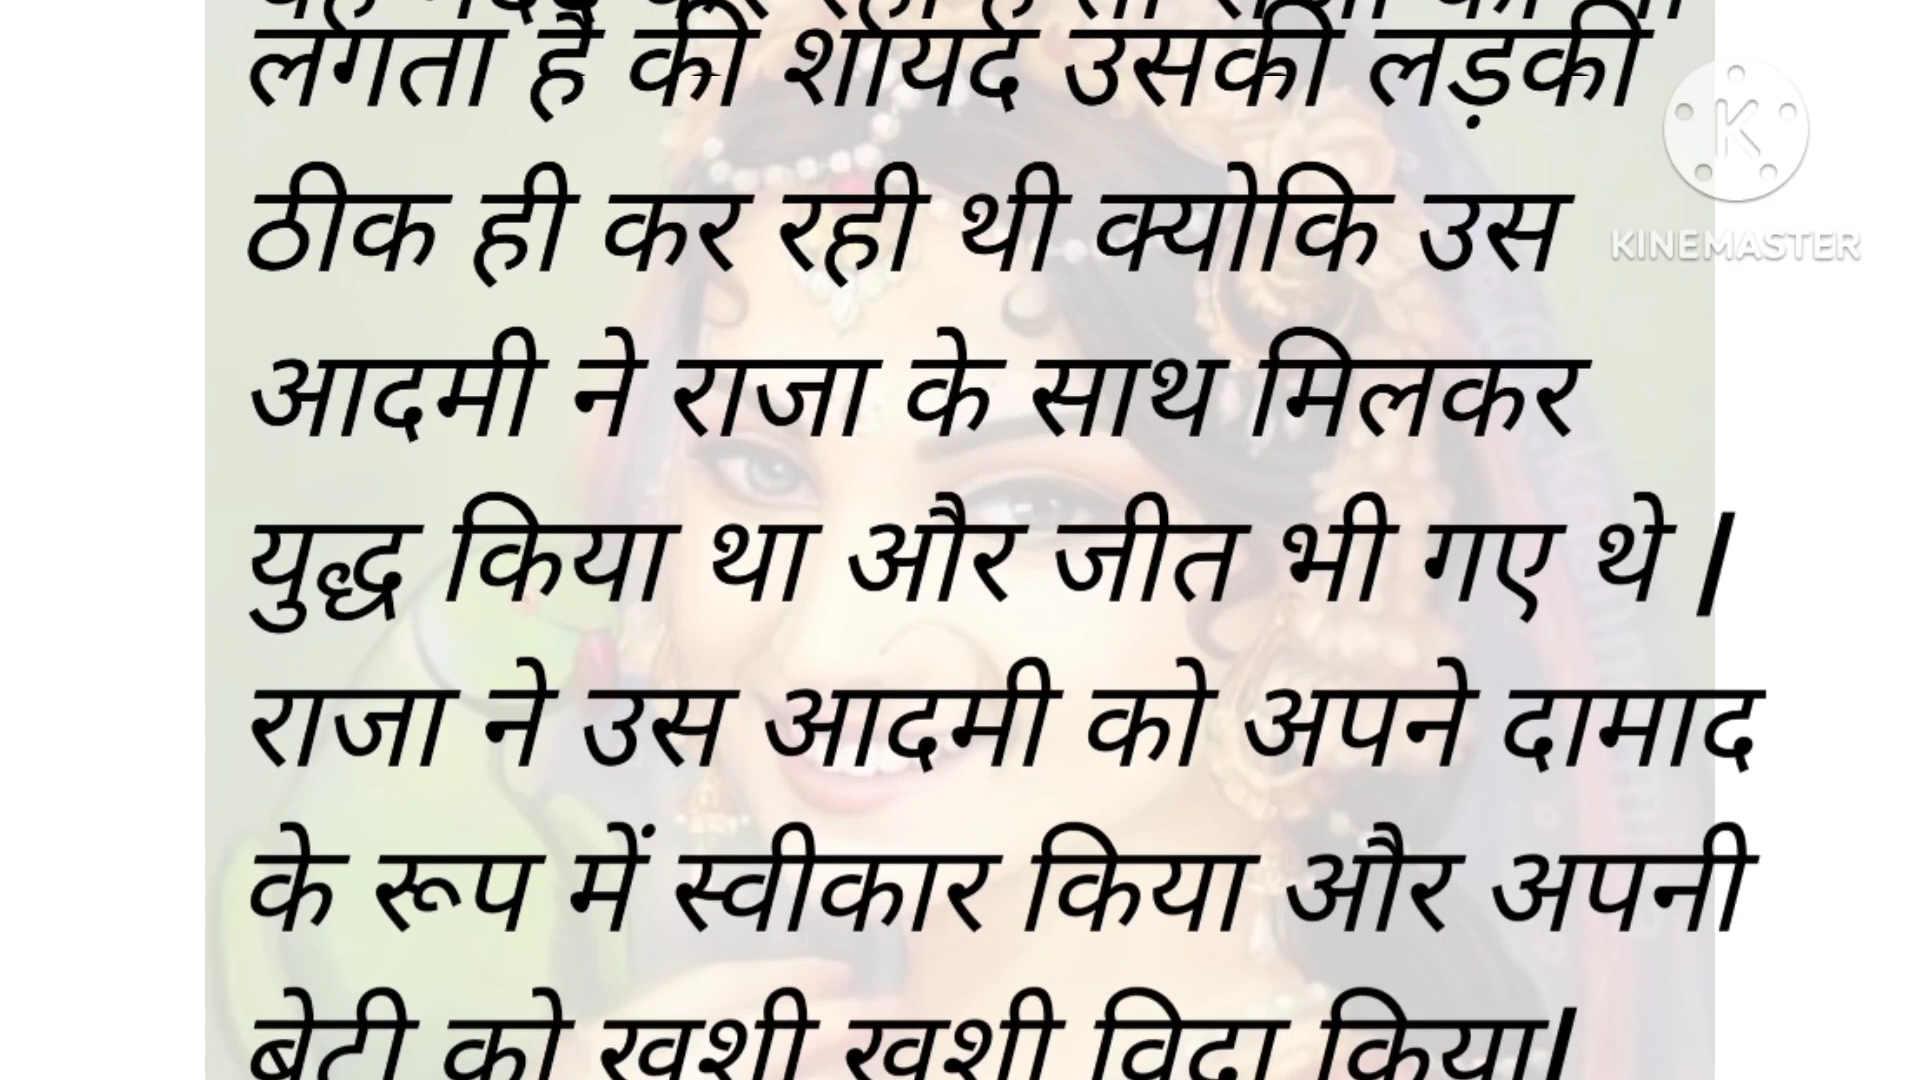 लगता है की शायद उसकी लड़की
ठीक ही कर रही थी क्योकि उस
आदमी ने राजा के साथ मिलकर
युद्ध किया था और जीत भी गए थे |
राजा ने उस आदमी को अपने दामाद
के रूप में स्वीकार किया और अपनी
बेटी को खुशी खुशी विदा किया|
KINEMASTER